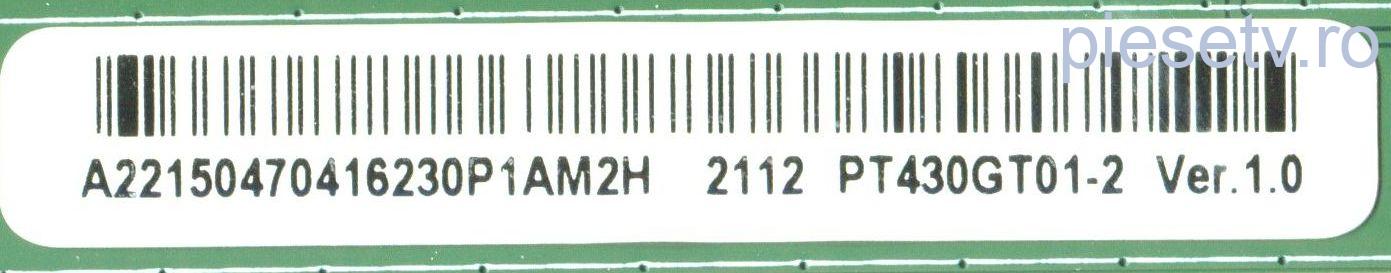 piesetv.ro
A22150470416230P1AM2H 2112 PT430GT01-2 Ver.1.0